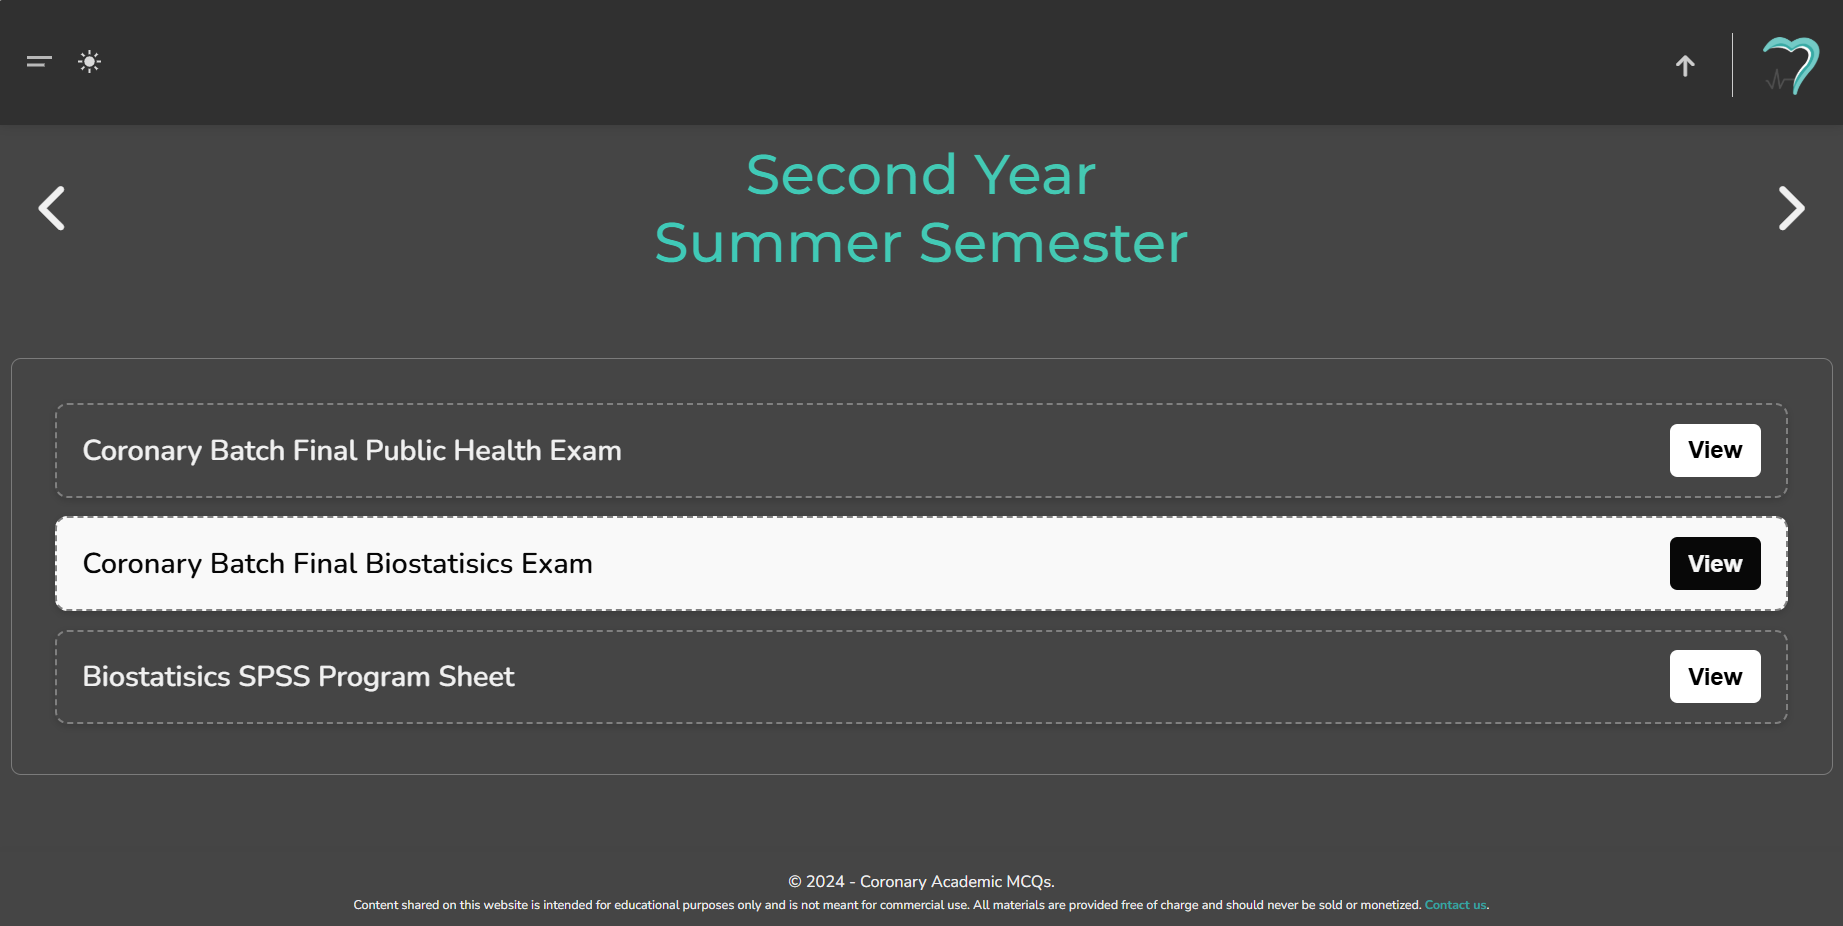 Second Year
Summer Semester
Coronary Batch Final Public Health Exam
View
Coronary Batch Final Biostatisics Exam
View
Biostatisics SPSS Program Sheet
View
© 2024 - Coronary Academic MCQs.
Content shared on this website is intended for educational purposes only and is not meant for commercial use. All materials are provided free of charge and should never be sold or monetized. Contact us.